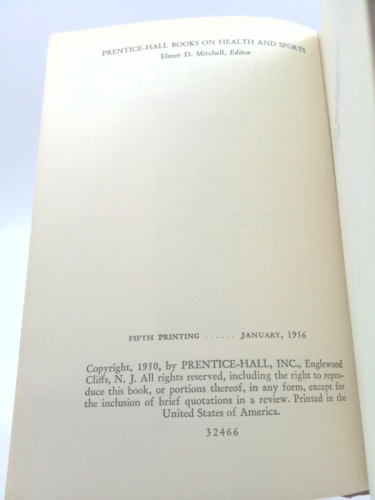 PRENTICE-HALL BOOKS ON HEALTH AND SPORTS
Elmer D. Mitchell, Editor
FIFTH PRINTING ...... JANUARY, 1956
Copyright, 1950, by PRENTICE-HALL, INC., Englewood
Cliffs, N. J. All rights reserved, including the right to repro-
duce this book, or portions thereof, in any form, except for
the inclusion of brief quotations in a review. Printed in the
United States of America.
32466